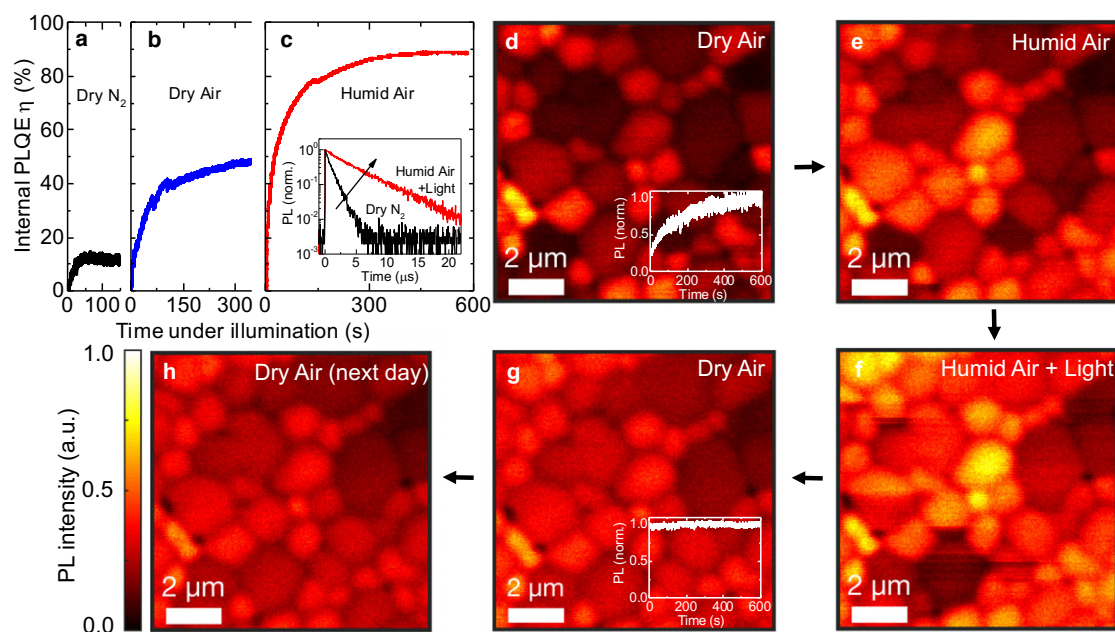 Internal PLQE η (%)
100
90
80
70
60
50
40
30
20
10
0
a
Dry N2
0
100
b
Dry Air
0
150
300
c
Humid Air
0
300
600
Time under illumination (s)
PL (norm.)
10^0
10^-1
10^-2
10^-3
Humid Air
+Light
Dry N2
0 5 10 15 20
Time (µs)
d Dry Air
PL (norm.)
1.0
0.5
0.0
0 200 400 600
Time (s)
2 µm
e Humid Air
2 µm
f Humid Air + Light
2 µm
g Dry Air
PL (norm.)
1.0
0.5
0.0
0 200 400 600
Time (s)
2 µm
h Dry Air (next day)
2 µm
PL intensity (a.u.)
1.0
0.5
0.0